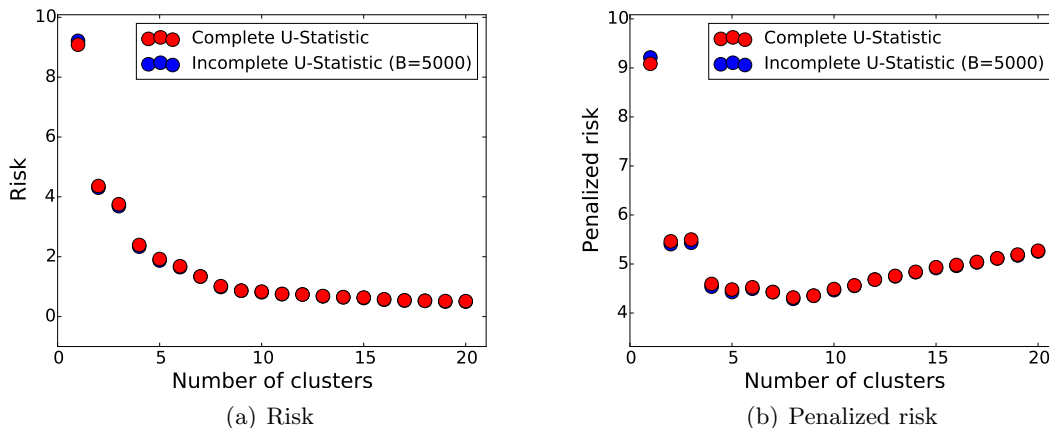 10
8
6
4
2
0
Risk
Complete U-Statistic
Incomplete U-Statistic (B=5000)
0 5 10 15 20
Number of clusters
(a) Risk
10
9
8
7
6
5
4
Penalized risk
Complete U-Statistic
Incomplete U-Statistic (B=5000)
0 5 10 15 20
Number of clusters
(b) Penalized risk